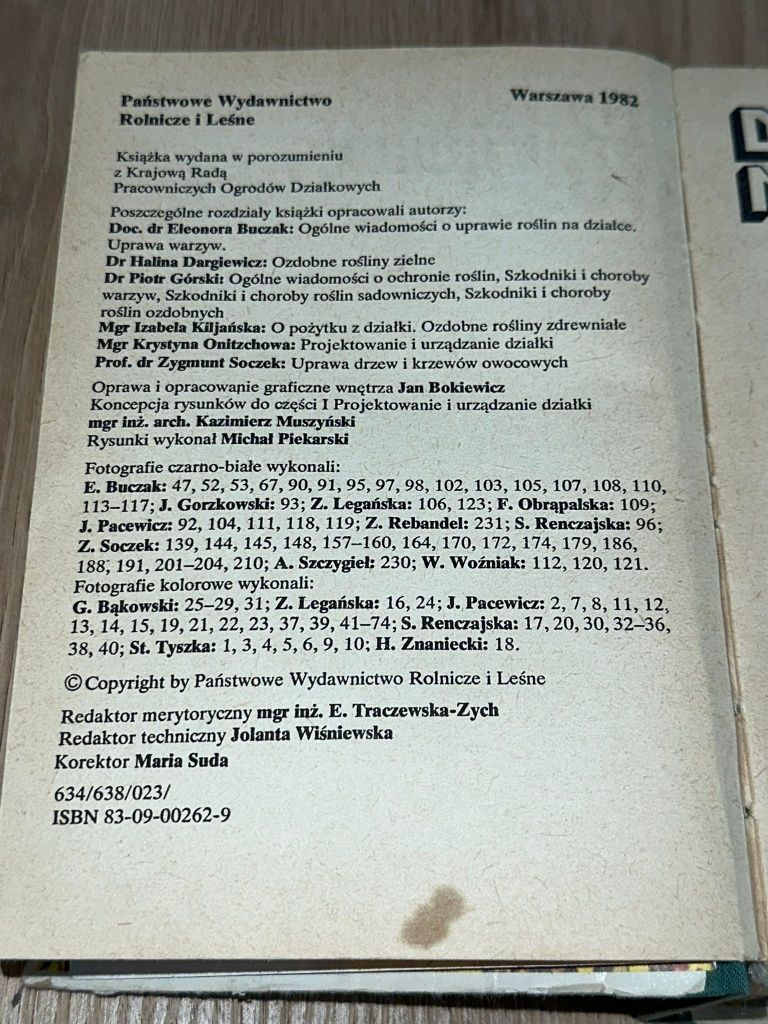 Państwowe Wydawnictwo
Rolnicze i Leśne
Warszawa 1982
Książka wydana w porozumieniu
z Krajową Radą
Pracowniczych Ogrodów Działkowych
Poszczególne rozdziały książki opracowali autorzy:
Doc. dr Eleonora Buczak: Ogólne wiadomości o uprawie roślin na działce.
Uprawa warzyw.
Dr Halina Dargiewicz: Ozdobne rośliny zielne
Dr Piotr Górski: Ogólne wiadomości o ochronie roślin, Szkodniki i choroby
warzyw, Szkodniki i choroby roślin sadowniczych, Szkodniki i choroby
roślin ozdobnych
Mgr Izabela Kiljańska: O pożytku z działki. Ozdobne rośliny zdrewniałe
Mgr Krystyna Onitzchowa: Projektowanie i urządzanie działki
Prof. dr Zygmunt Soczek: Uprawa drzew i krzewów owocowych
Oprawa i opracowanie graficzne wnętrza Jan Bokiewicz
Koncepcja rysunków do części I Projektowanie i urządzanie działki
mgr inż. arch. Kazimierz Muszyński
Rysunki wykonał Michał Piekarski
Fotografie czarno-białe wykonali:
E. Buczak: 47, 52, 53, 67, 90, 91, 95, 97, 98, 102, 103, 105, 107, 108, 110,
113–117; J. Gorzkowski: 93; Z. Legańska: 106, 123; F. Obrąpalska: 109;
J. Pacewicz: 92, 104, 111, 118, 119; Z. Rebandel: 231; S. Renczajska: 96;
Z. Soczek: 139, 144, 145, 148, 157–160, 164, 170, 172, 174, 179, 186,
188, 191, 201–204, 210; A. Szczygieł: 230; W. Woźniak: 112, 120, 121.
Fotografie kolorowe wykonali:
G. Bąkowski: 25–29, 31; Z. Legańska: 16, 24; J. Pacewicz: 2, 7, 8, 11, 12,
13, 14, 15, 19, 21, 22, 23, 37, 39, 41–74; S. Renczajska: 17, 20, 30, 32–36,
38, 40; St. Tyszka: 1, 3, 4, 5, 6, 9, 10; H. Znaniecki: 18.
© Copyright by Państwowe Wydawnictwo Rolnicze i Leśne
Redaktor merytoryczny mgr inż. E. Traczewska-Zych
Redaktor techniczny Jolanta Wiśniewska
Korektor Maria Suda
634/638/023/
ISBN 83-09-00262-9